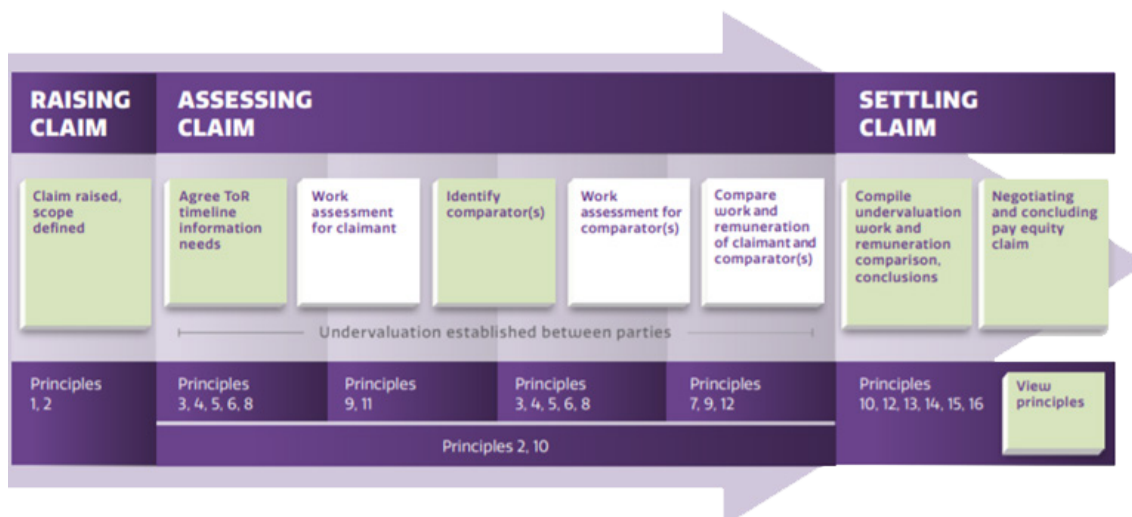 RAISING
CLAIM
ASSESSING
CLAIM
SETTLING
CLAIM
Claim raised,
scope
defined
Agree ToR
timeline
information
needs
Work
assessment
for claimant
Identify
comparator(s)
Work
assessment for
comparator(s)
Compare
work and
remuneration
of claimant and
comparator(s)
Compile
undervaluation
work and
remuneration
comparison,
conclusions
Negotiating
and concluding
pay equity
claim
Undervaluation established between parties
Principles
1, 2
Principles
3, 4, 5, 6, 8
Principles
9, 11
Principles
3, 4, 5, 6, 8
Principles
7, 9, 12
Principles
10, 12, 13, 14, 15, 16
View
principles
Principles 2, 10